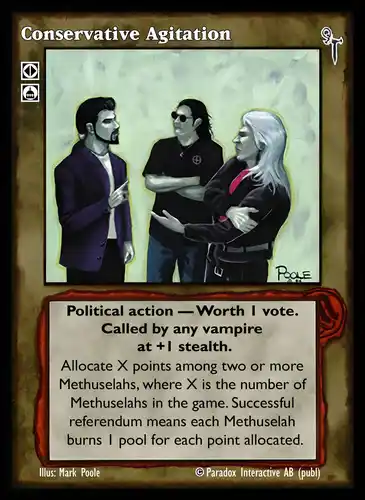 Conservative Agitation
POOLE
Political action — Worth 1 vote.
Called by any vampire
at +1 stealth.
Allocate X points among two or more
Methuselahs, where X is the number of
Methuselahs in the game. Successful
referendum means each Methuselah
burns 1 pool for each point allocated.
Illus: Mark Poole © Paradox Interactive AB (publ)